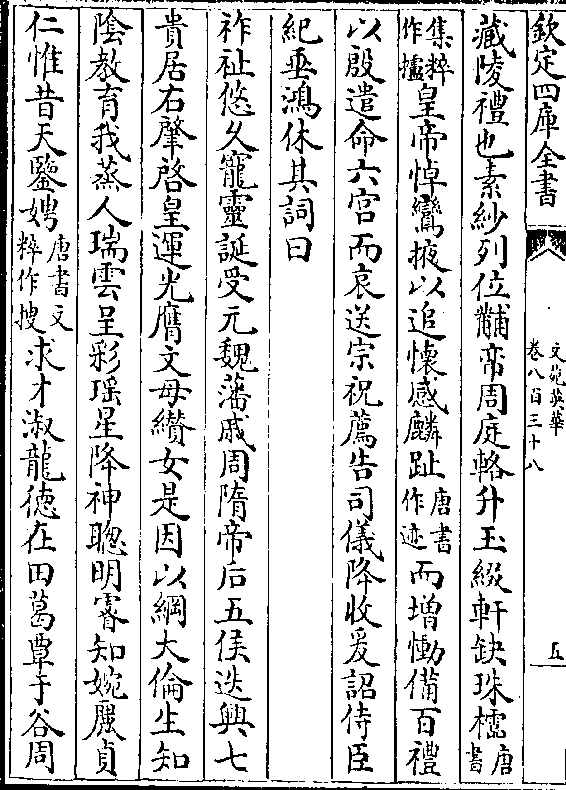 欽定四庫全書
文苑英華
卷八百三十八
五
藏陵禮也素紗列位黼帟周庭輅升玉綴軒缺珠櫺唐書
集粹作攄皇帝悼鸞掖以追懷感麟趾唐書作迹而增慟備百禮
以殷遣命六宮而哀送宗祝薦告司儀降收爰詔侍臣
紀垂鴻休其詞曰
祚祉悠久寵靈誕受元魏藩戚周隋帝后五侯迭興七
貴居右肇啓皇運光膺文母纘女是因以綱大倫生知
陰教育我蒸人瑞雲呈彩瑤星降神聰明睿知婉麗貞
仁惟昔天鑒娉唐書文粹作搜求才淑龍德在田葛覃于谷周